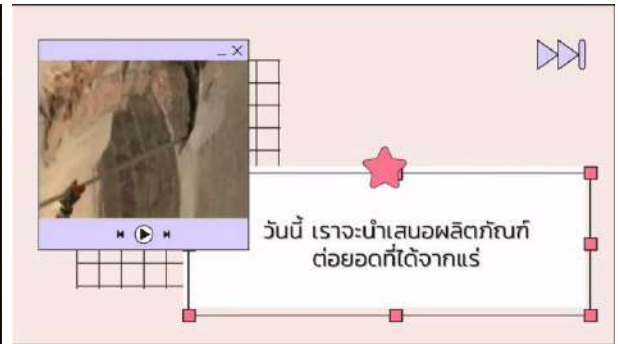 วันนี้ เราจะนำเสนอผลิตภัณฑ์
ต่อยอดที่ได้จากแร่